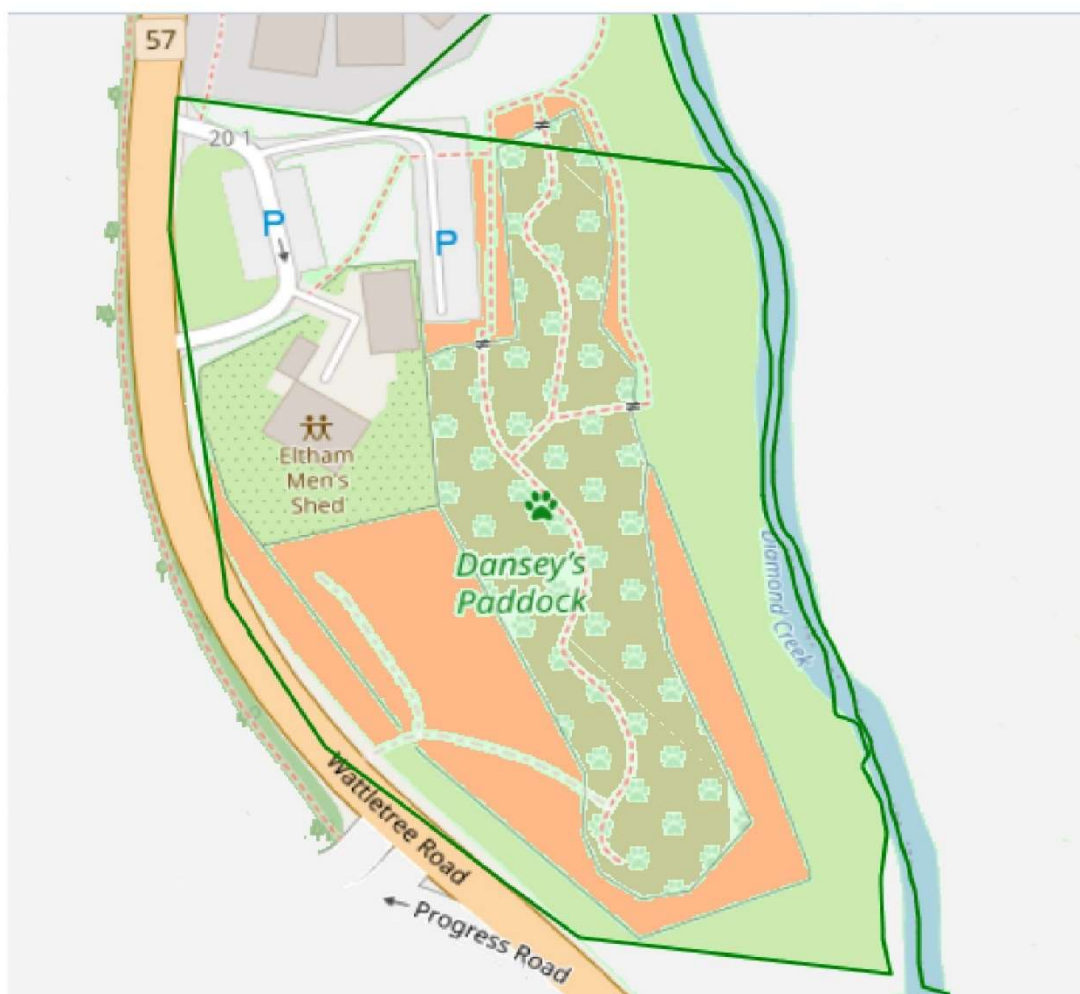 57
20 1
P
P
Eltham
Men's
Shed
Dansey's
Paddock
Diamond Creek
Wattletree Road
← Progress Road